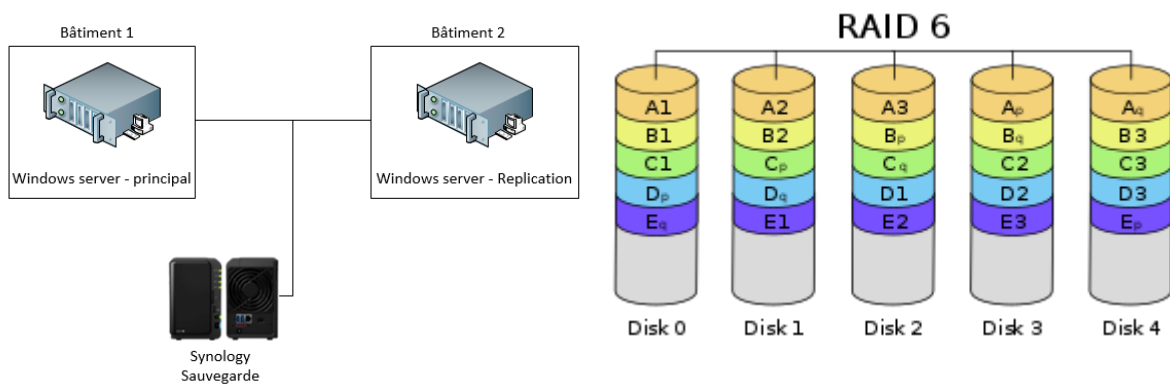 Bâtiment 1
Windows server - principal
Bâtiment 2
Windows server - Replication
Synology
Sauvegarde
RAID 6
A1 A2 A3 Ap Aq
B1 B2 Bp Bq B3
C1 Cp Cq C2 C3
Dp Dq D1 D2 D3
Eq E1 E2 E3 Ep
Disk 0 Disk 1 Disk 2 Disk 3 Disk 4